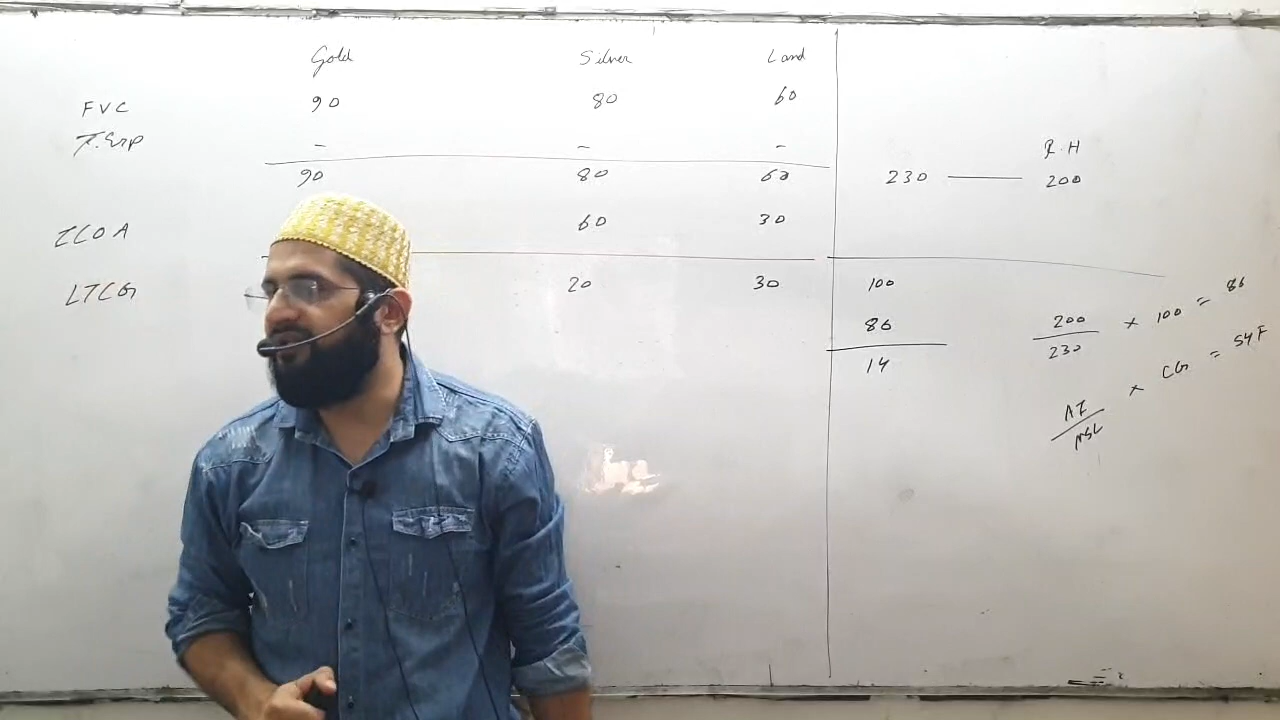 Gold Silver Land
FVC 90 80 60
T. Exp - - -
90 80 60 230 — R.H 200
ICOA 60 30
LTCG 20 30 100
86
14
200/230 × 100 = 86
AI/NSC × CG = 54F